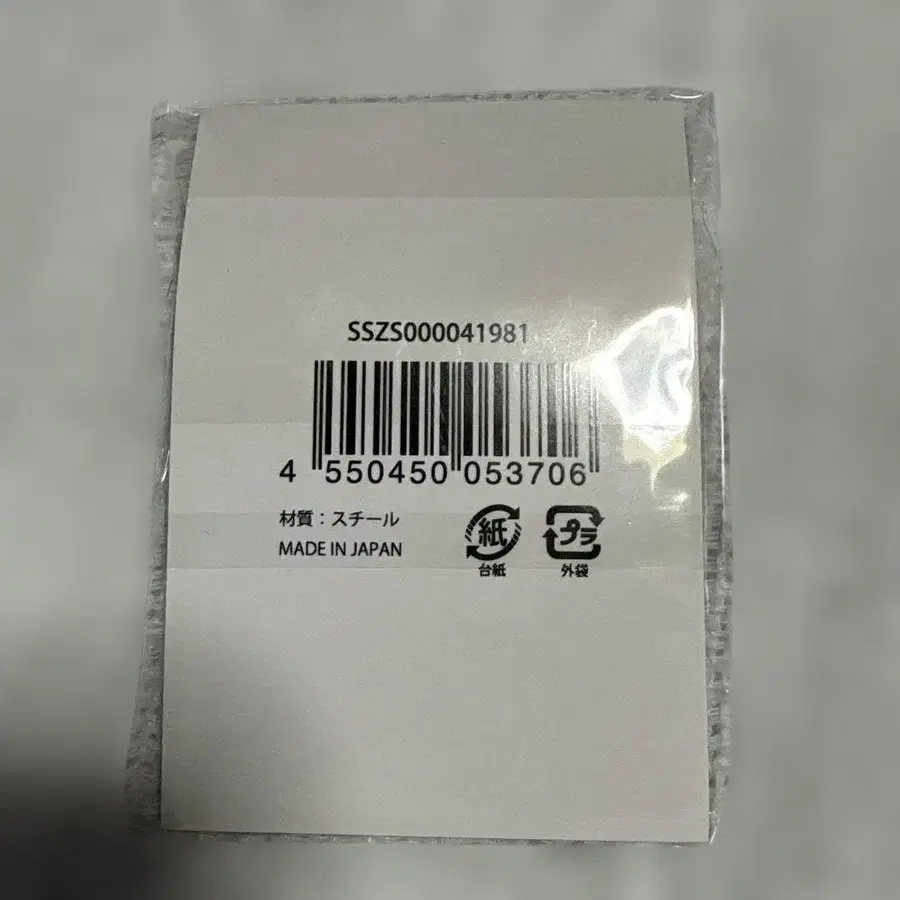 SSZS000041981
4 550450 053706
材質：スチール
MADE IN JAPAN
紙
台紙
プラ
外袋